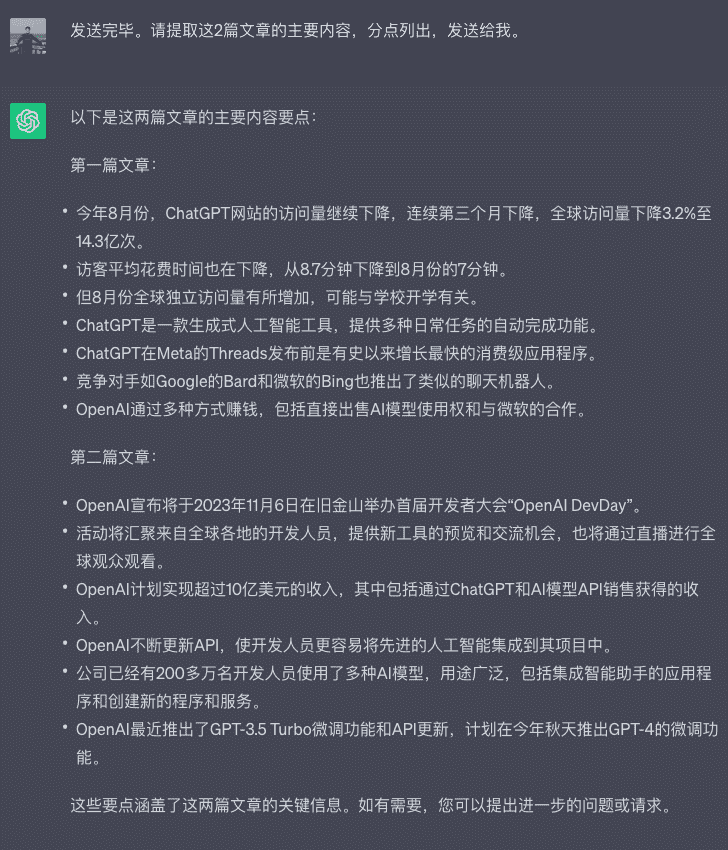 发送完毕。请提取这2篇文章的主要内容，分点列出，发送给我。
以下是这两篇文章的主要内容要点：
第一篇文章：
• 今年8月份，ChatGPT网站的访问量继续下降，连续第三个月下降，全球访问量下降3.2%至
14.3亿次。
• 访客平均花费时间也在下降，从8.7分钟下降到8月份的7分钟。
• 但8月份全球独立访问量有所增加，可能与学校开学有关。
• ChatGPT是一款生成式人工智能工具，提供多种日常任务的自动完成功能。
• ChatGPT在Meta的Threads发布前是有史以来增长最快的消费级应用程序。
• 竞争对手如Google的Bard和微软的Bing也推出了类似的聊天机器人。
• OpenAI通过多种方式赚钱，包括直接出售AI模型使用权和与微软的合作。
第二篇文章：
• OpenAI宣布将于2023年11月6日在旧金山举办首届开发者大会“OpenAI DevDay”。
• 活动将汇聚来自全球各地的开发人员，提供新工具的预览和交流机会，也将通过直播进行全
球观众观看。
• OpenAI计划实现超过10亿美元的收入，其中包括通过ChatGPT和AI模型API销售获得的收
入。
• OpenAI不断更新API，使开发人员更容易将先进的人工智能集成到其项目中。
• 公司已经有200多万名开发人员使用了多种AI模型，用途广泛，包括集成智能助手的应用程
序和创建新的程序和服务。
• OpenAI最近推出了GPT-3.5 Turbo微调功能和API更新，计划在今年秋天推出GPT-4的微调功
能。
这些要点涵盖了这两篇文章的关键信息。如有需要，您可以提出进一步的问题或请求。